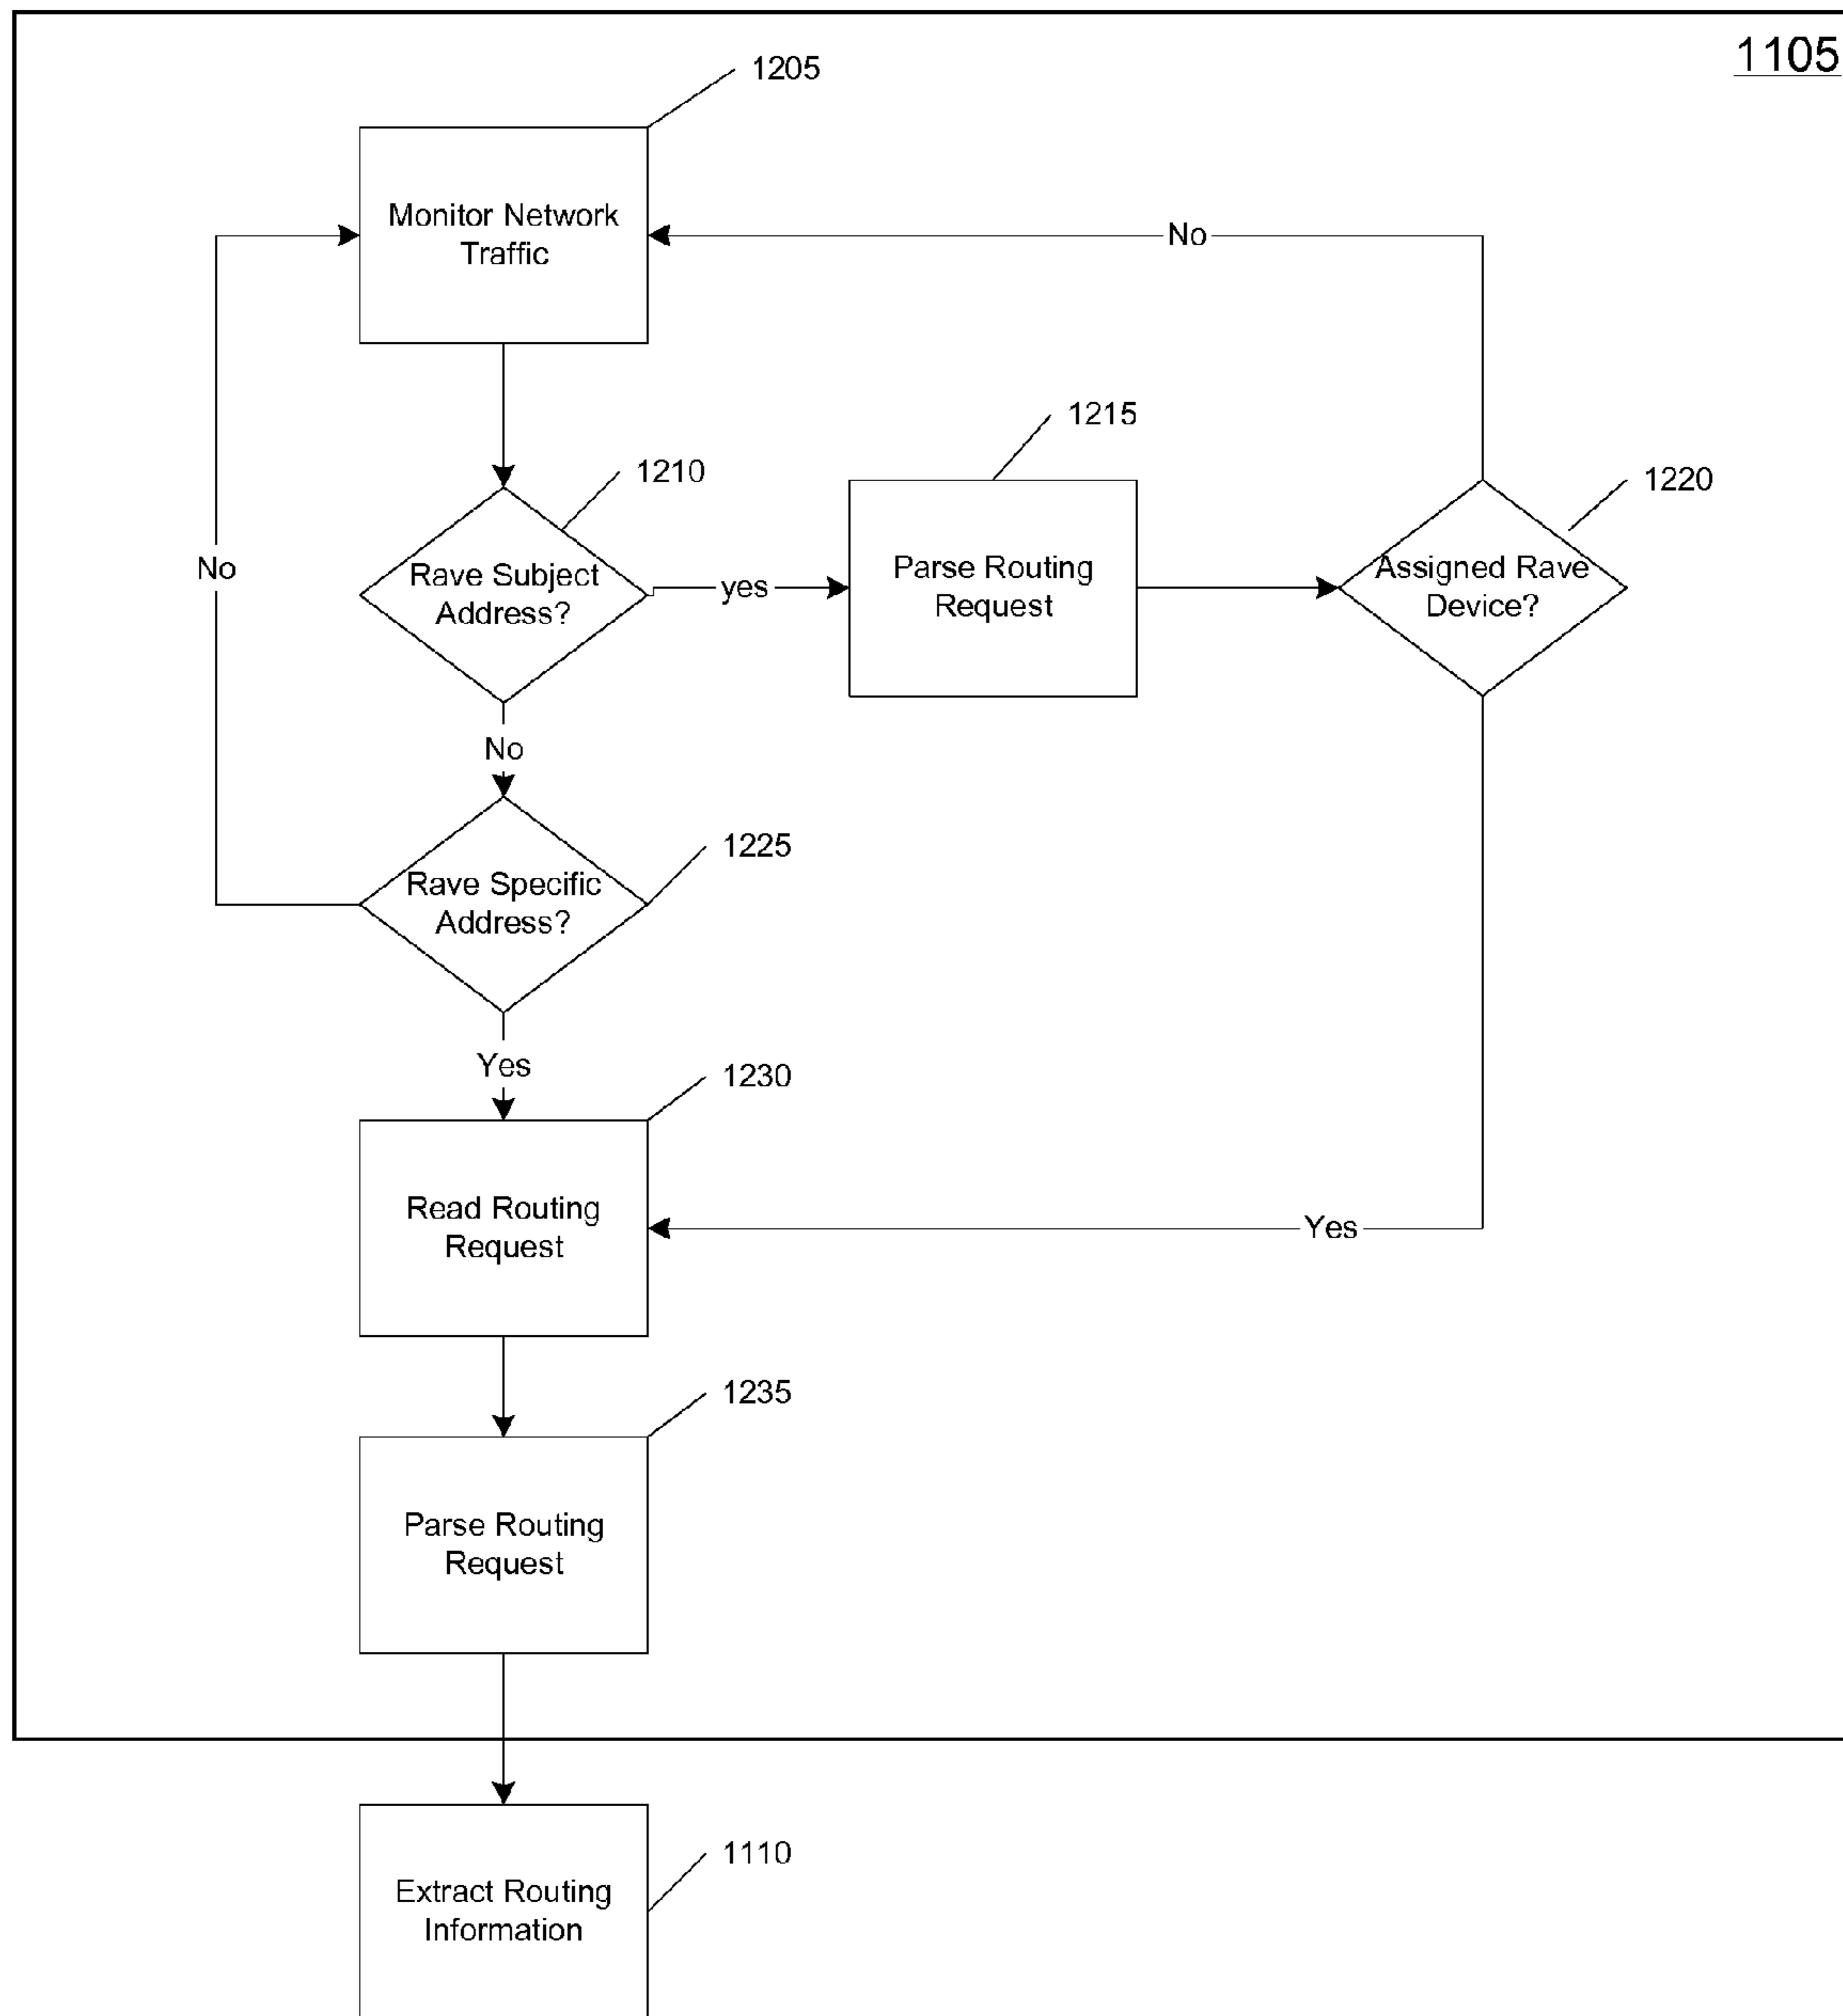 1105
1205
Monitor Network
Traffic
No
1215
1210
1220
No
Rave Subject
Address?
yes
Parse Routing
Request
Assigned Rave
Device?
No
1225
Rave Specific
Address?
Yes
1230
Read Routing
Request
Yes
1235
Parse Routing
Request
1110
Extract Routing
Information